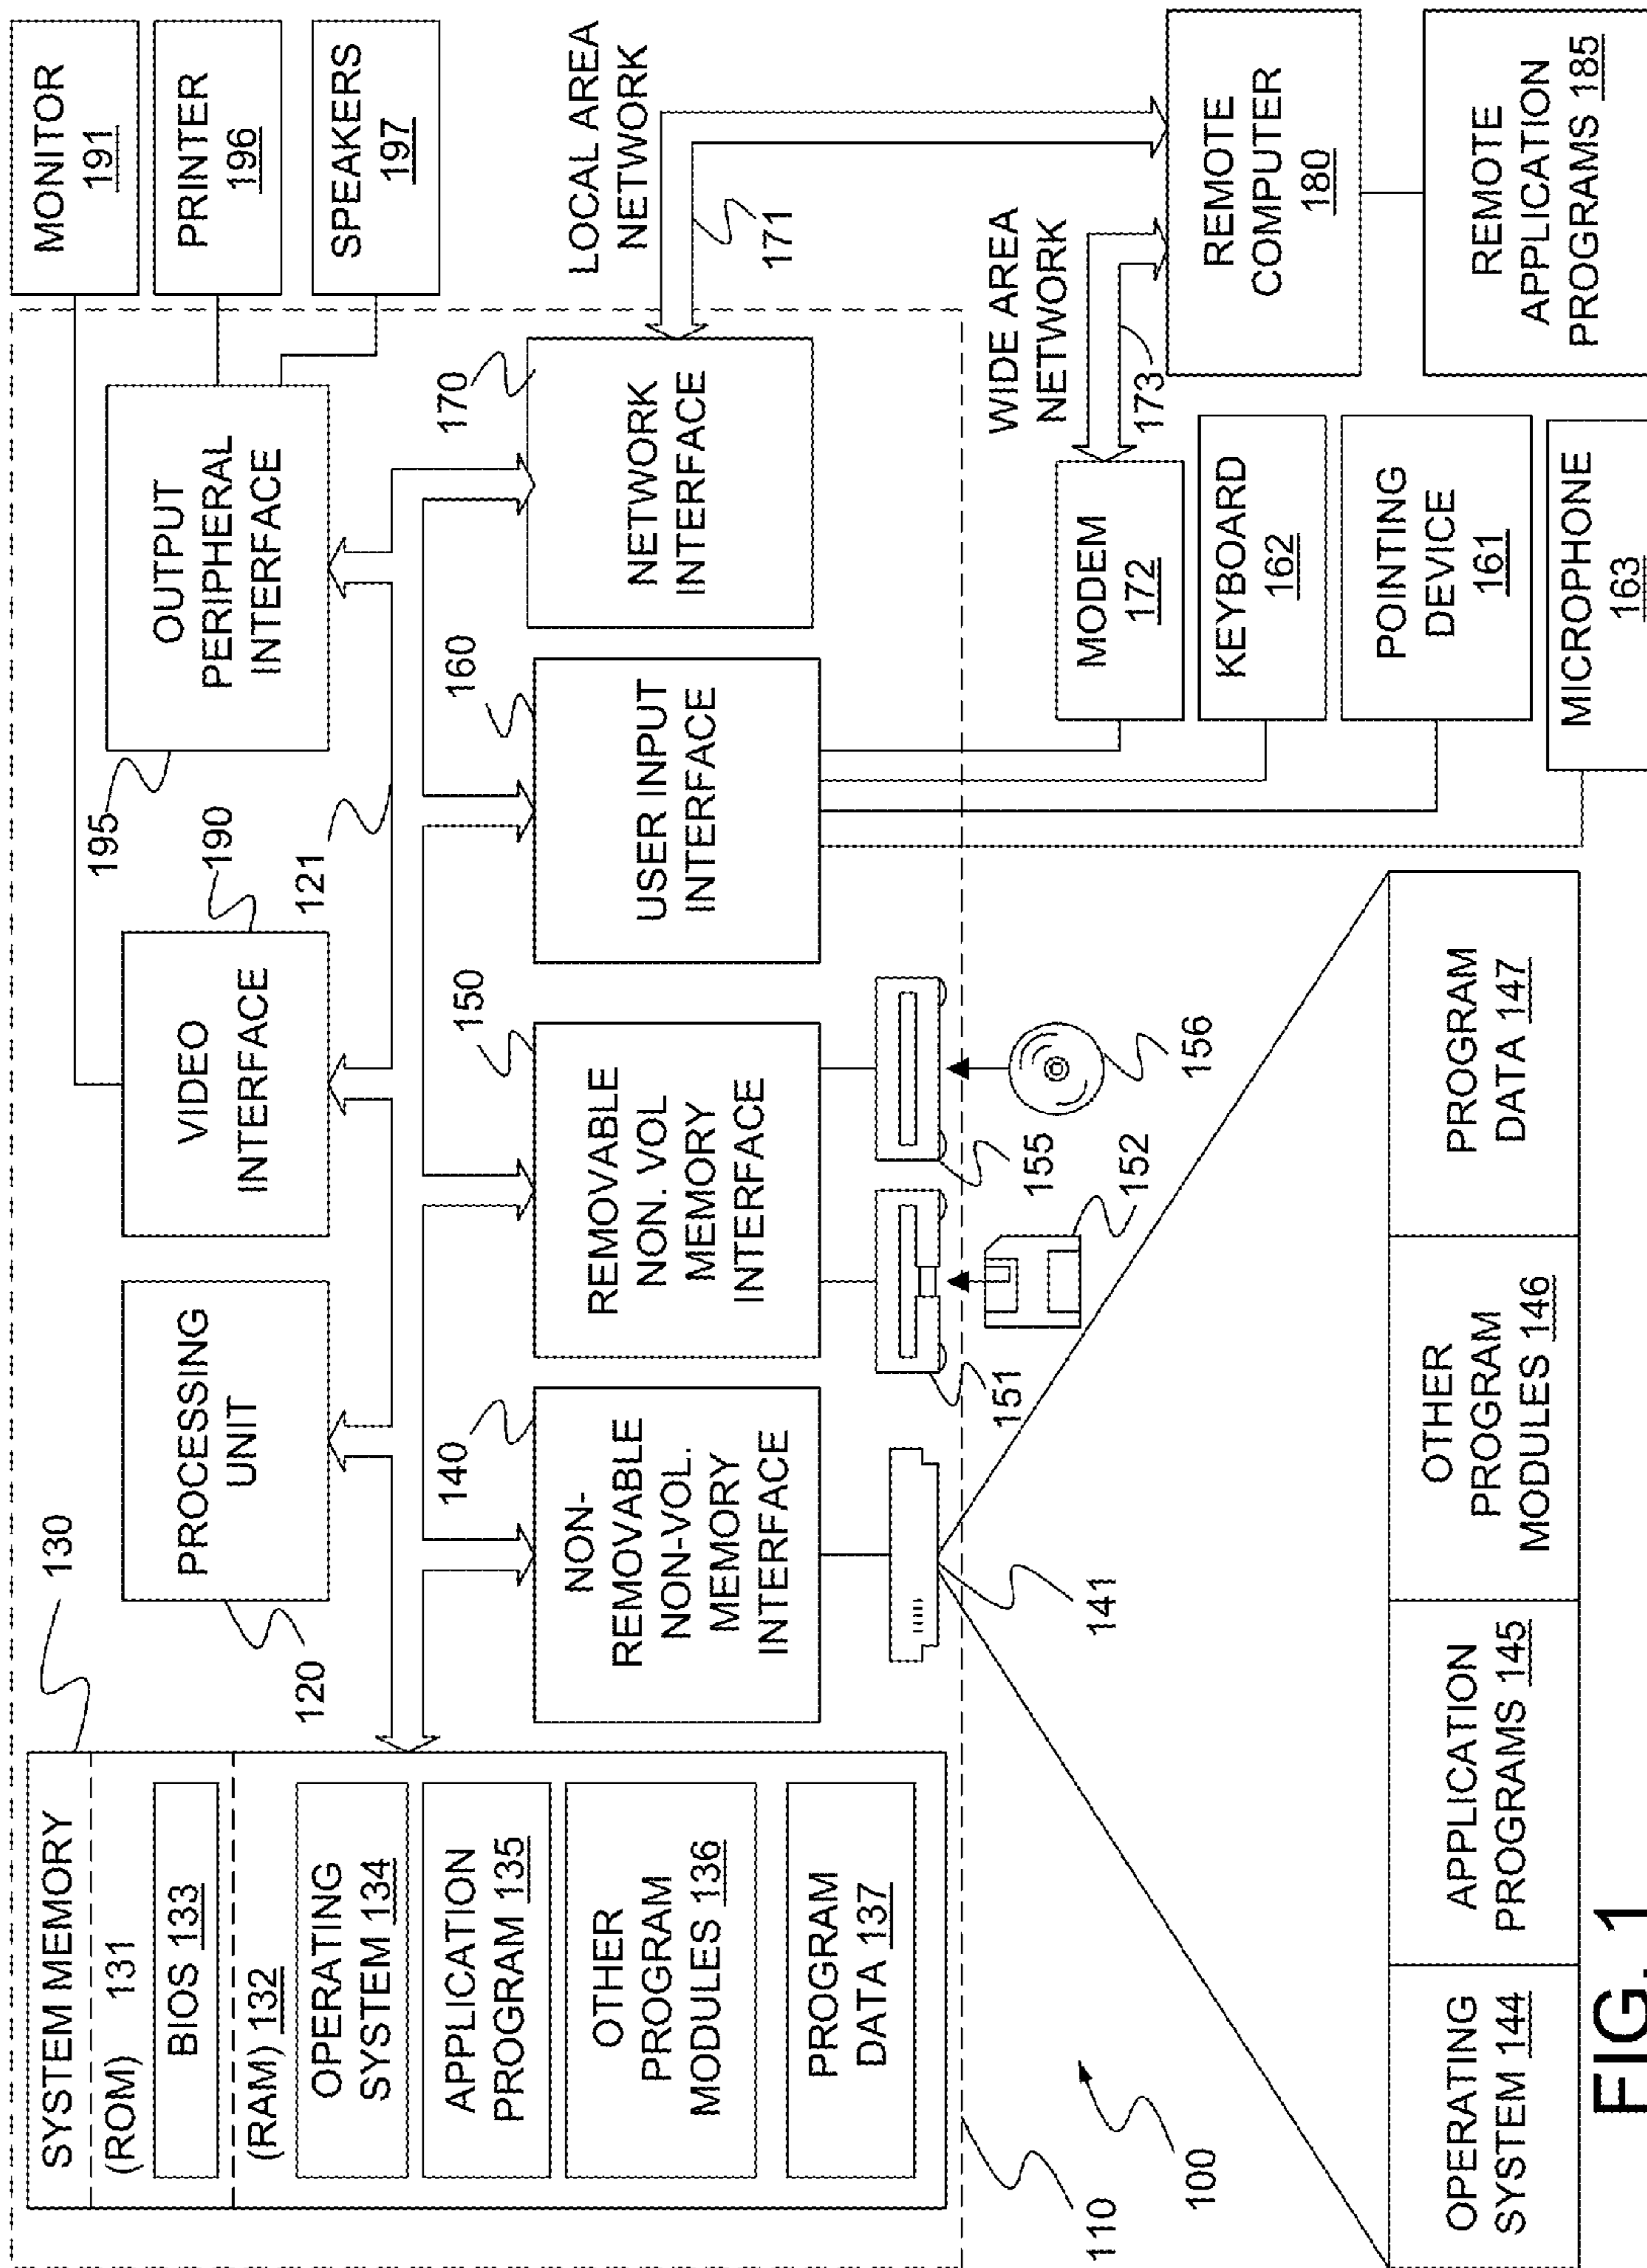 SYSTEM MEMORY
(ROM) 131
BIOS 133
(RAM) 132
OPERATING
SYSTEM 134
APPLICATION
PROGRAM 135
OTHER
PROGRAM
MODULES 136
PROGRAM
DATA 137
130
120
PROCESSING
UNIT
VIDEO
INTERFACE
190
121
195
OUTPUT
PERIPHERAL
INTERFACE
MONITOR
191
PRINTER
196
SPEAKERS
197
140
NON-
REMOVABLE
NON-VOL.
MEMORY
INTERFACE
150
REMOVABLE
NON. VOL
MEMORY
INTERFACE
160
USER INPUT
INTERFACE
170
NETWORK
INTERFACE
LOCAL AREA
NETWORK
171
141
151
152
155
156
WIDE AREA
NETWORK
173
MODEM
172
KEYBOARD
162
POINTING
DEVICE
161
MICROPHONE
163
REMOTE
COMPUTER
180
REMOTE
APPLICATION
PROGRAMS 185
110
100
OPERATING
SYSTEM 144
APPLICATION
PROGRAMS 145
OTHER
PROGRAM
MODULES 146
PROGRAM
DATA 147
FIG. 1